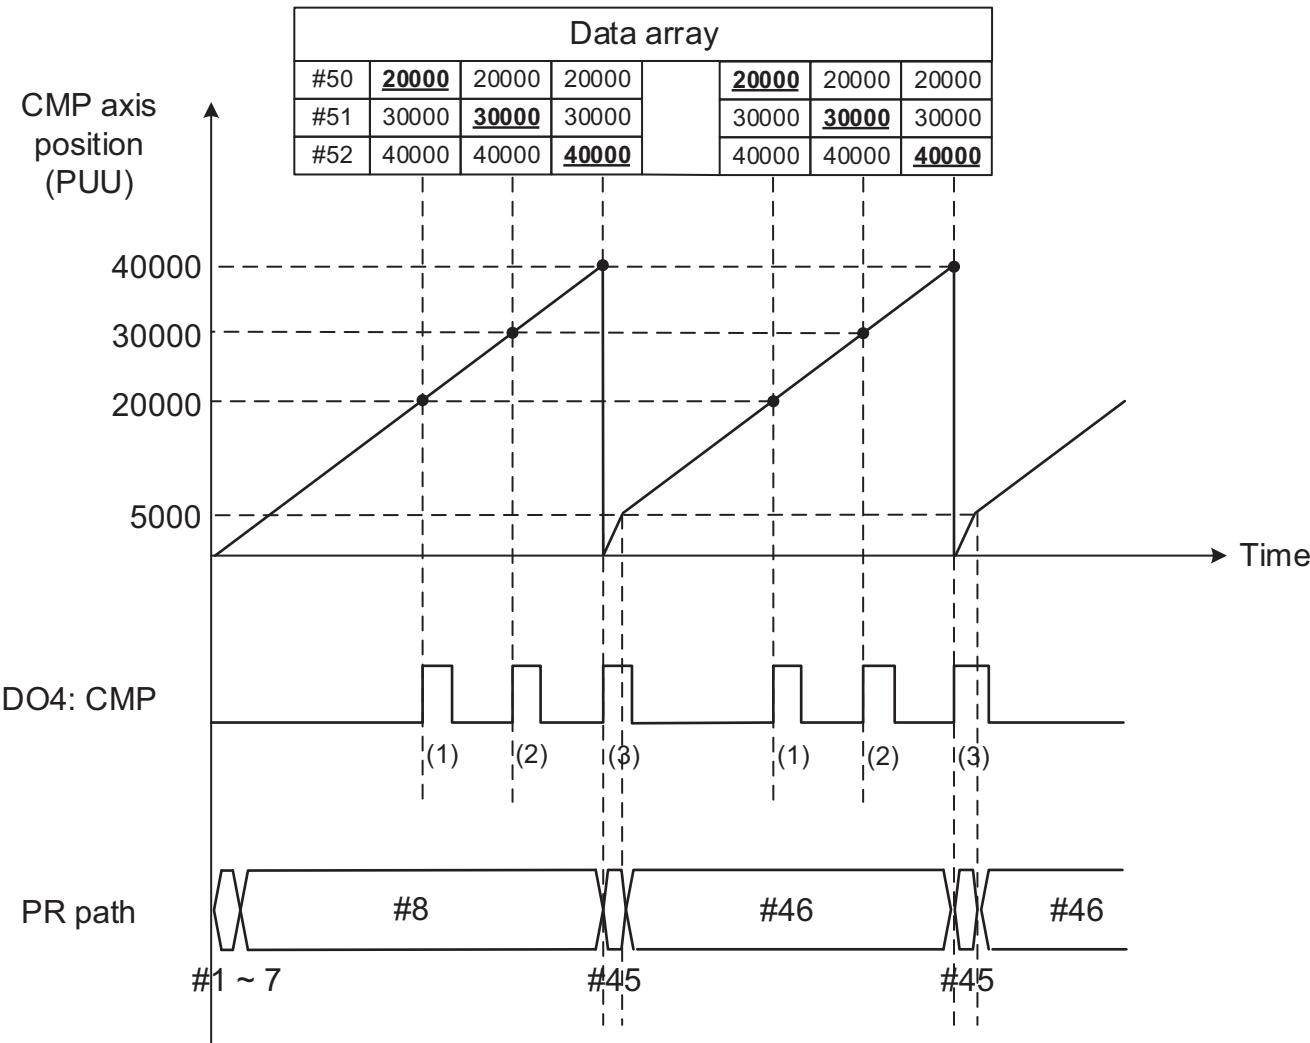 Data array
#50 20000 20000 20000 20000 20000 20000
#51 30000 30000 30000 30000 30000 30000
#52 40000 40000 40000 40000 40000 40000
CMP axis
position
(PUU)
40000
30000
20000
5000
Time
DO4: CMP
(1) (2) (3) (1) (2) (3)
PR path
#8 #46 #46
#1 ~ 7 #45 #45